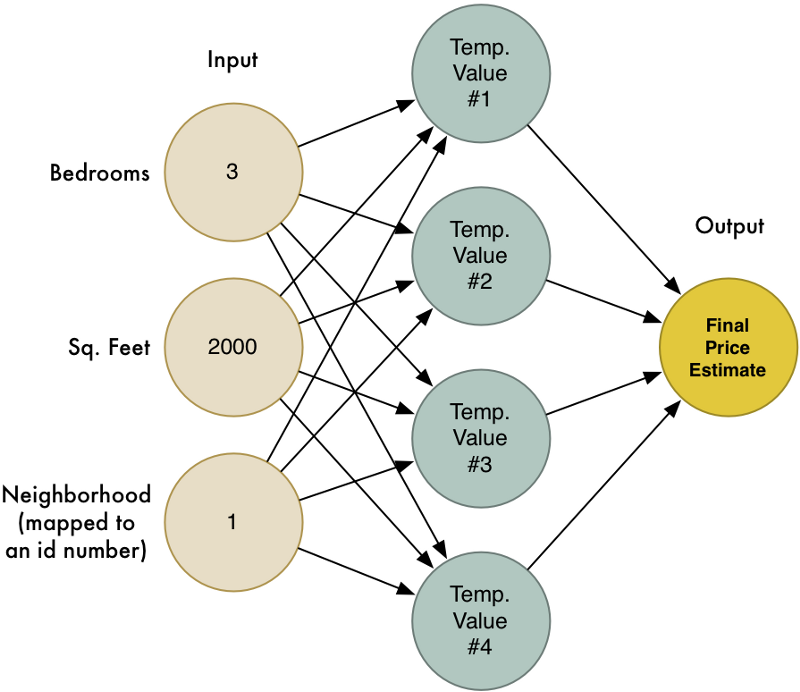 Input
Bedrooms
3
Sq. Feet
2000
Neighborhood
(mapped to
an id number)
1
Temp.
Value
#1
Temp.
Value
#2
Temp.
Value
#3
Temp.
Value
#4
Output
Final
Price
Estimate